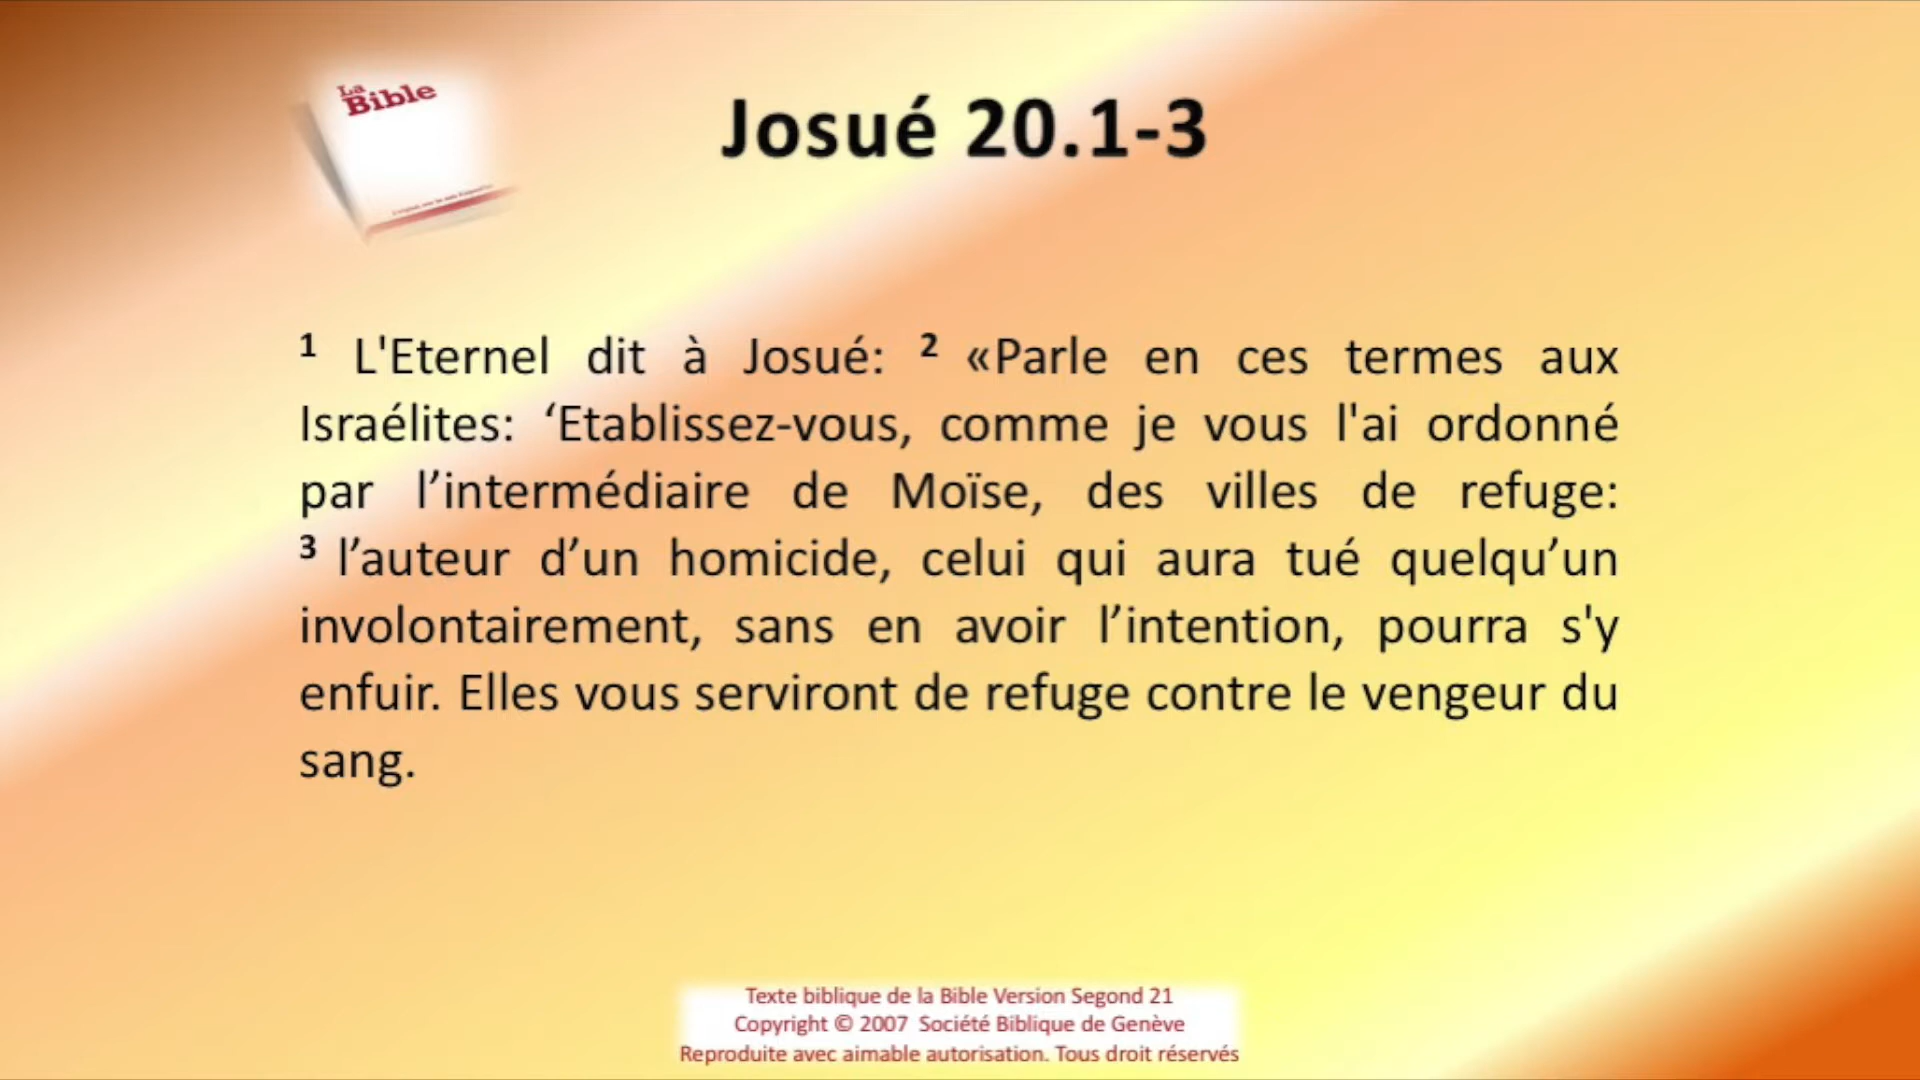 La
Bible
Josué 20.1-3
1 L'Eternel dit à Josué: 2 «Parle en ces termes aux
Israélites: ‘Etablissez-vous, comme je vous l'ai ordonné
par l’intermédiaire de Moïse, des villes de refuge:
3 l’auteur d’un homicide, celui qui aura tué quelqu’un
involontairement, sans en avoir l’intention, pourra s'y
enfuir. Elles vous serviront de refuge contre le vengeur du
sang.
Texte biblique de la Bible Version Segond 21
Copyright © 2007 Société Biblique de Genève
Reproduite avec aimable autorisation. Tous droit réservés